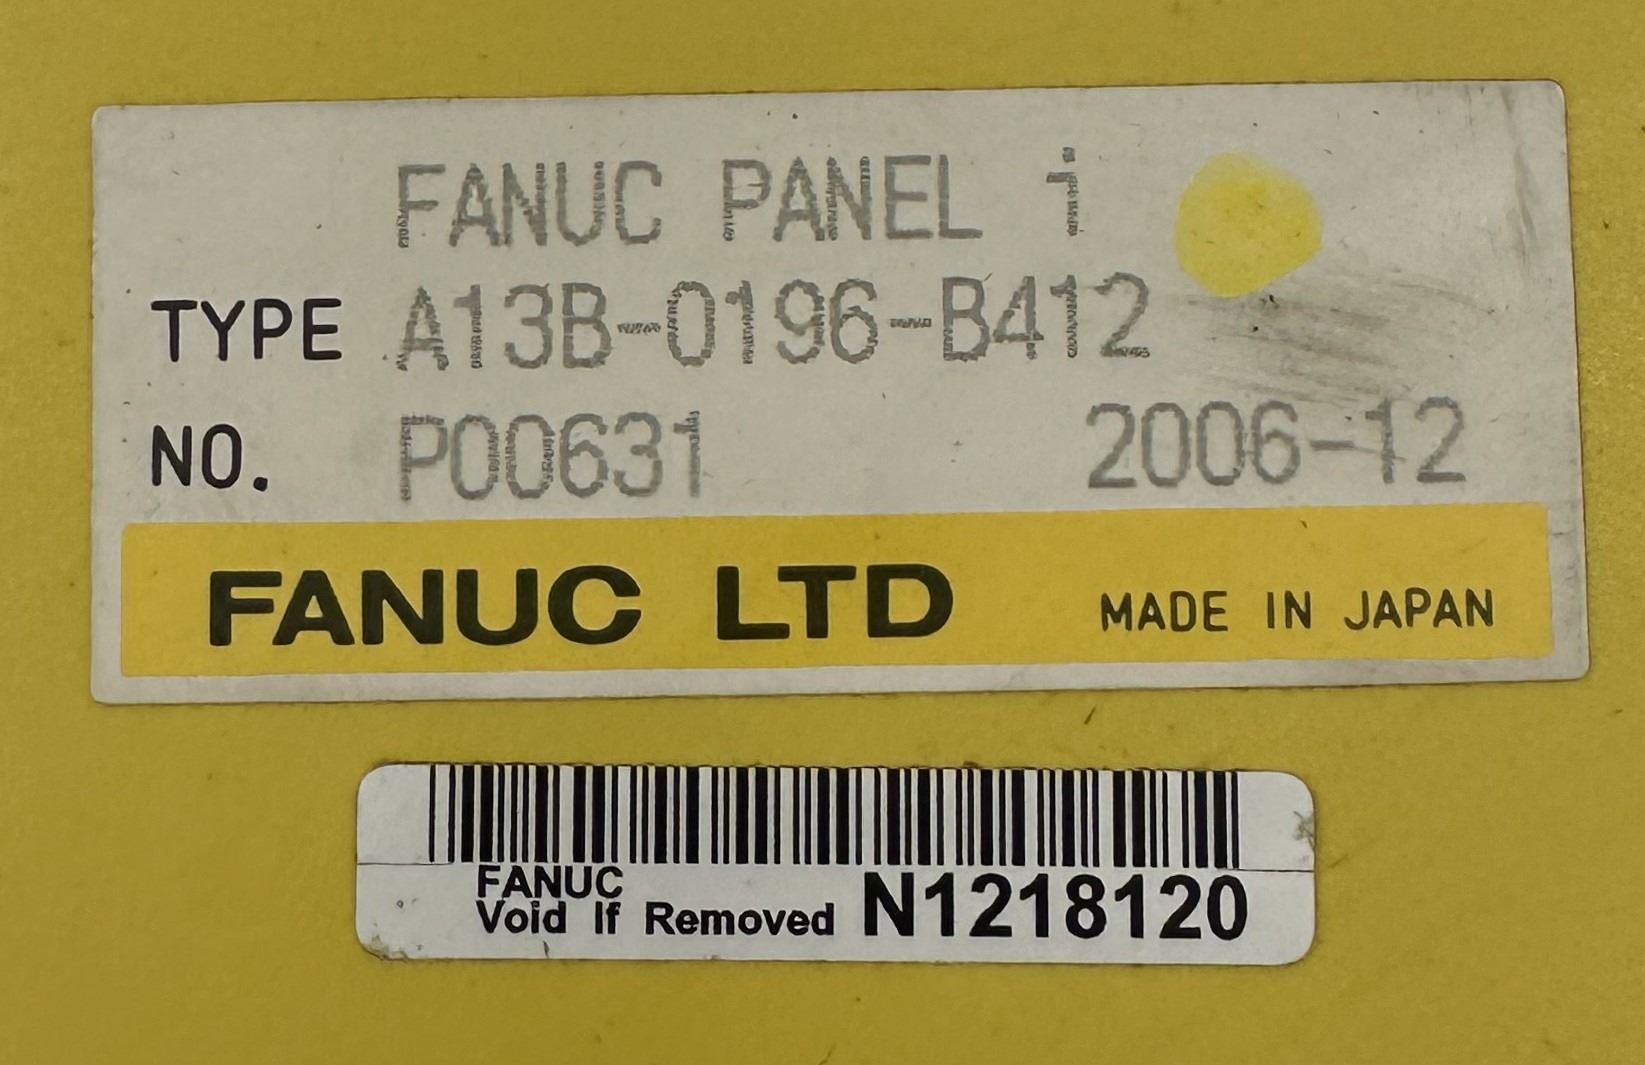 FANUC PANEL i
TYPE A13B-0196-B412
NO. P00631 2006-12
FANUC LTD MADE IN JAPAN
FANUC
Void If Removed N1218120